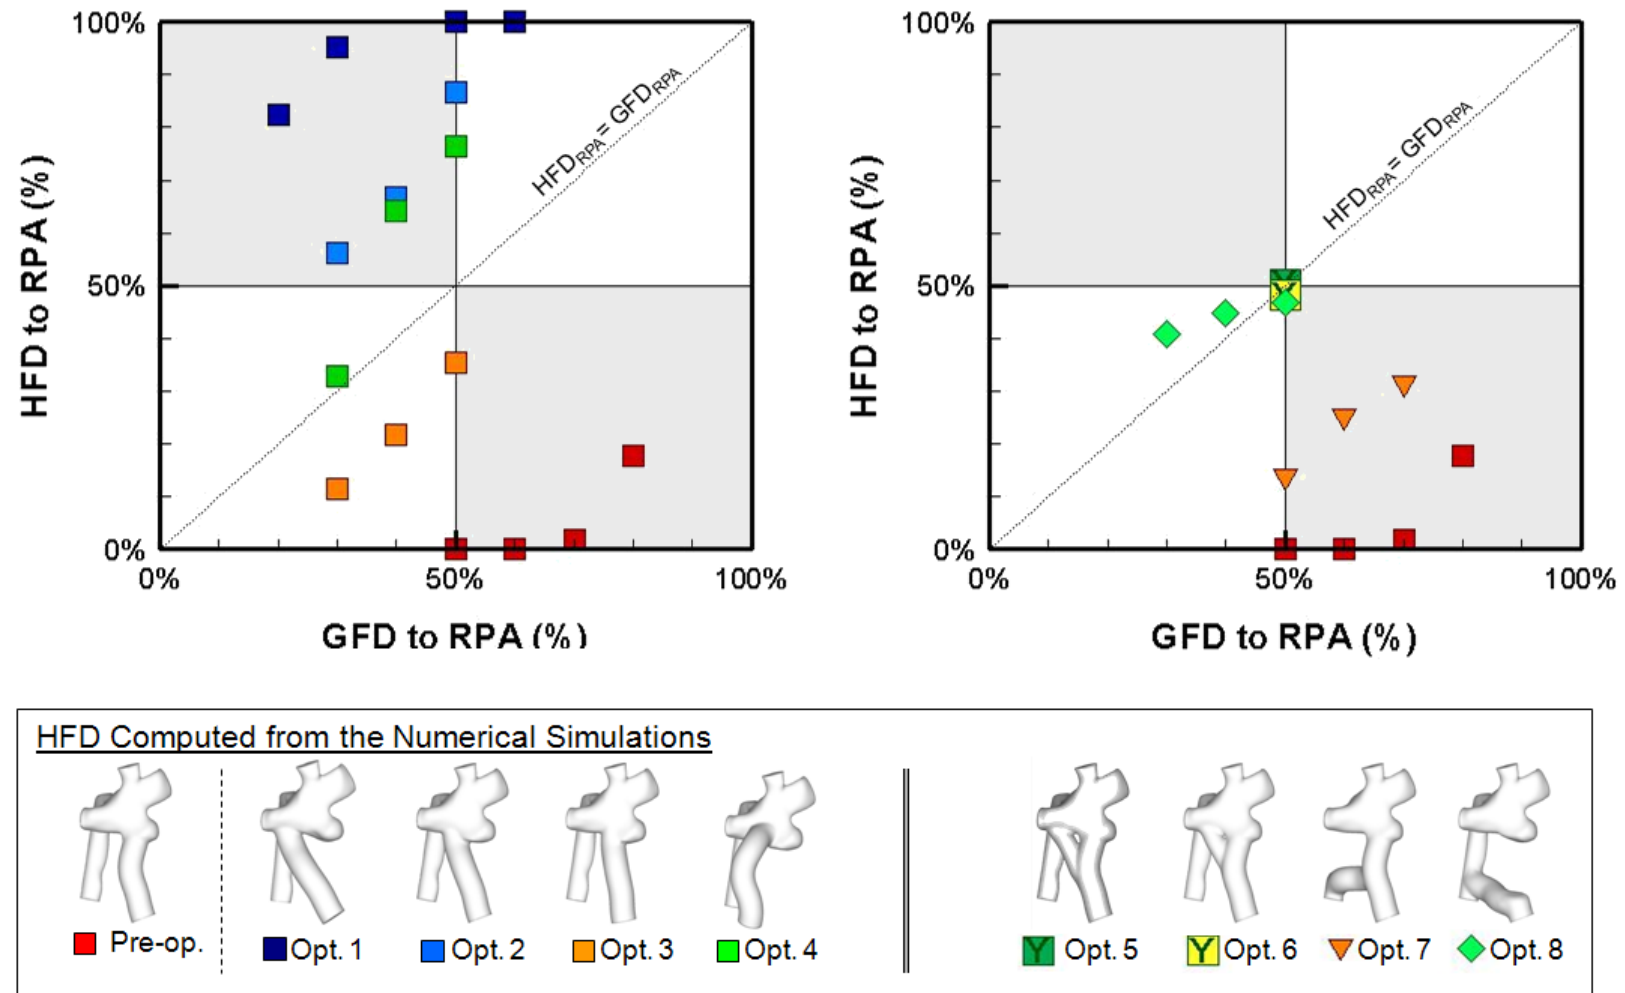 100%
50%
0%
HFD to RPA (%)
HFDRPA = GFDRPA
0%
50%
100%
GFD to RPA (%)
100%
50%
0%
HFD to RPA (%)
HFDRPA = GFDRPA
Y
0%
50%
100%
GFD to RPA (%)
HFD Computed from the Numerical Simulations
Pre-op. Opt. 1 Opt. 2 Opt. 3 Opt. 4 Y Opt. 5 Y Opt. 6 Opt. 7 Opt. 8